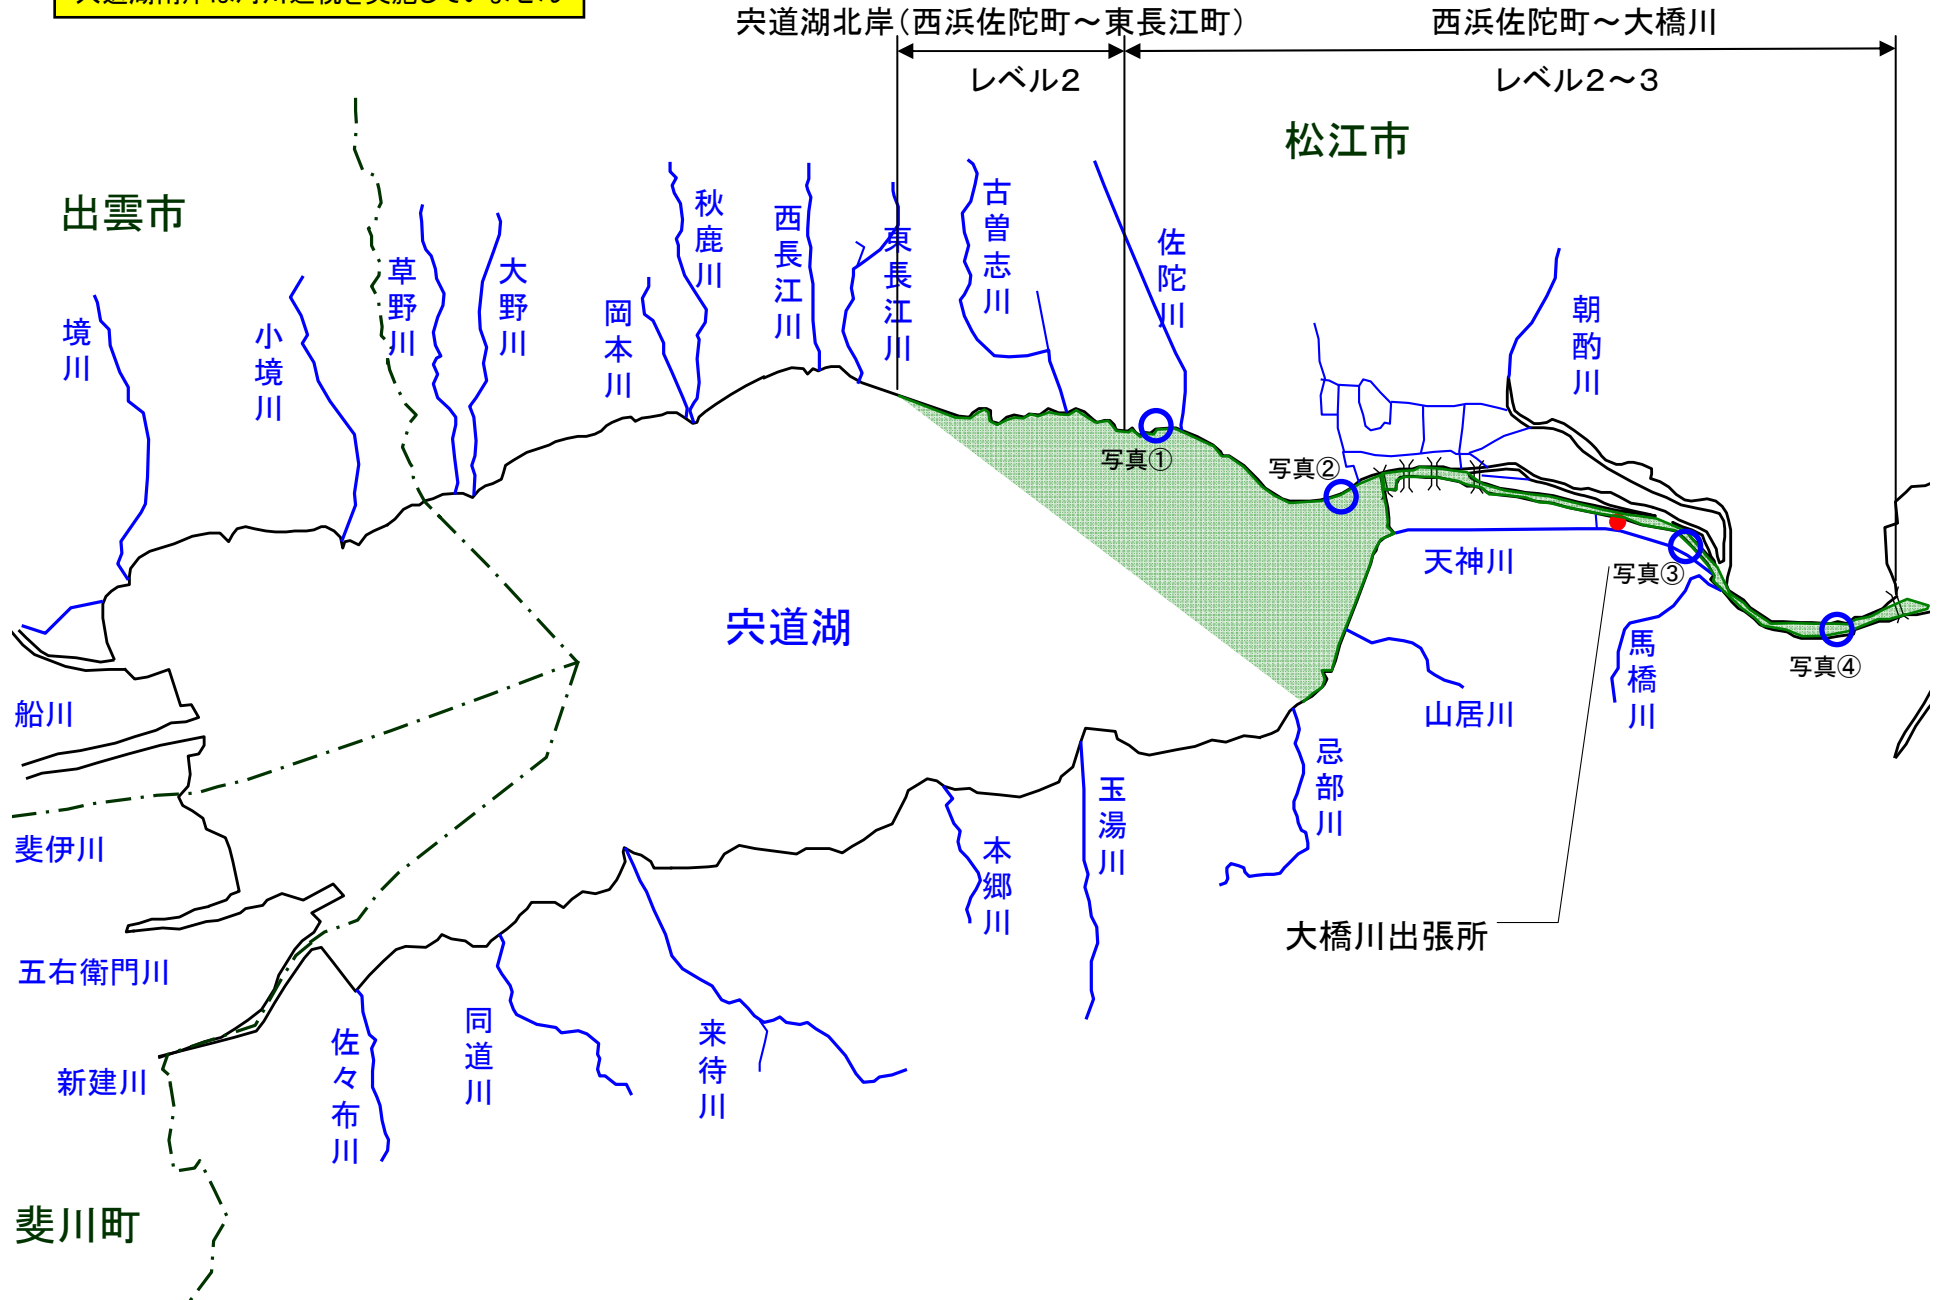 宍道湖北岸(西浜佐陀町～東長江町)
西浜佐陀町～大橋川
レベル2
レベル2～3
松江市
出雲市
境川
小境川
草野川
大野川
岡本川
秋鹿川
西長江川
東長江川
古曽志川
佐陀川
朝酌川
写真①
写真②
写真③
写真④
天神川
宍道湖
馬橋川
山居川
船川
忌部川
玉湯川
斐伊川
本郷川
大橋川出張所
五右衛門川
同道川
来待川
佐々布川
新建川
斐川町